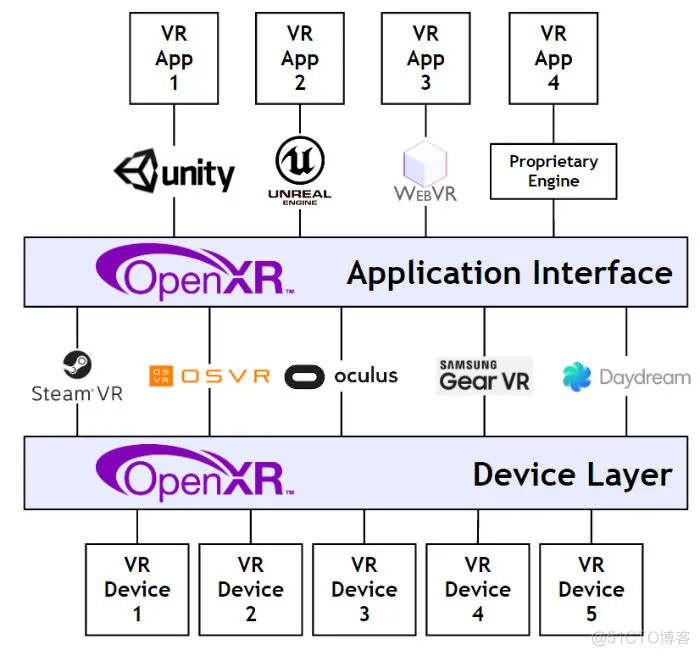 VR
App
1
VR
App
2
VR
App
3
VR
App
4
unity
UNREAL
ENGINE
WEBVR
Proprietary
Engine
OpenXR™ Application Interface
STEAM®VR
OSVR
OSVR
oculus
SAMSUNG
Gear VR
Daydream
OpenXR™ Device Layer
VR
Device
1
VR
Device
2
VR
Device
3
VR
Device
4
VR
Device
5
@51CTO博客